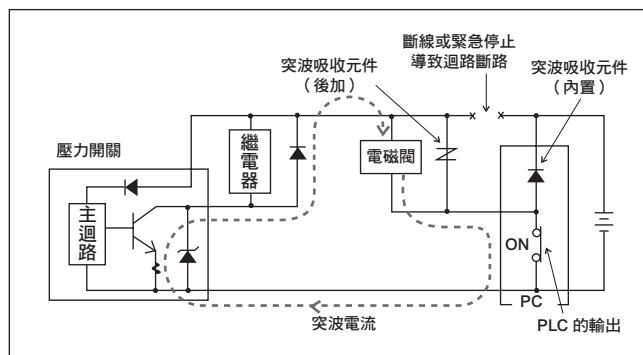 斷線或緊急停止
導致迴路斷路
突波吸收元件
（後加）
突波吸收元件
（內置）
壓力開關
繼電器
電磁閥
主迴路
ON
PC
突波電流
PLC 的輸出